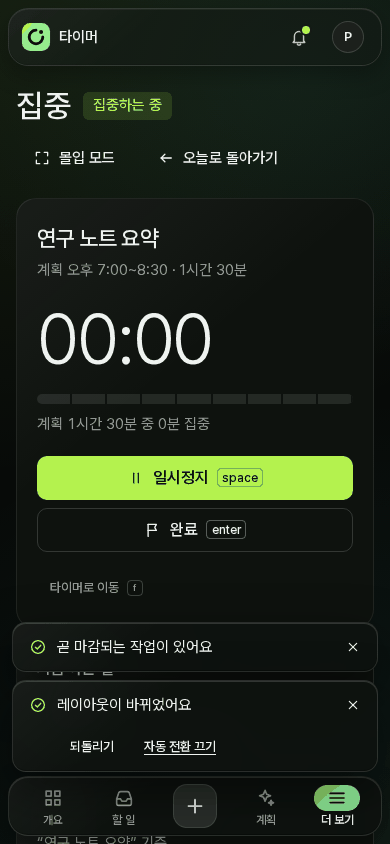 타이머
P
집중
집중하는 중
몰입 모드
오늘로 돌아가기
연구 노트 요약
계획 오후 7:00~8:30 · 1시간 30분
00:00
계획 1시간 30분 중 0분 집중
일시정지 space
완료 enter
타이머로 이동 f
곧 마감되는 작업이 있어요
레이아웃이 바뀌었어요
되돌리기
자동 전환 끄기
개요
할 일
계획
더 보기
"연구 노트 요약" 기준